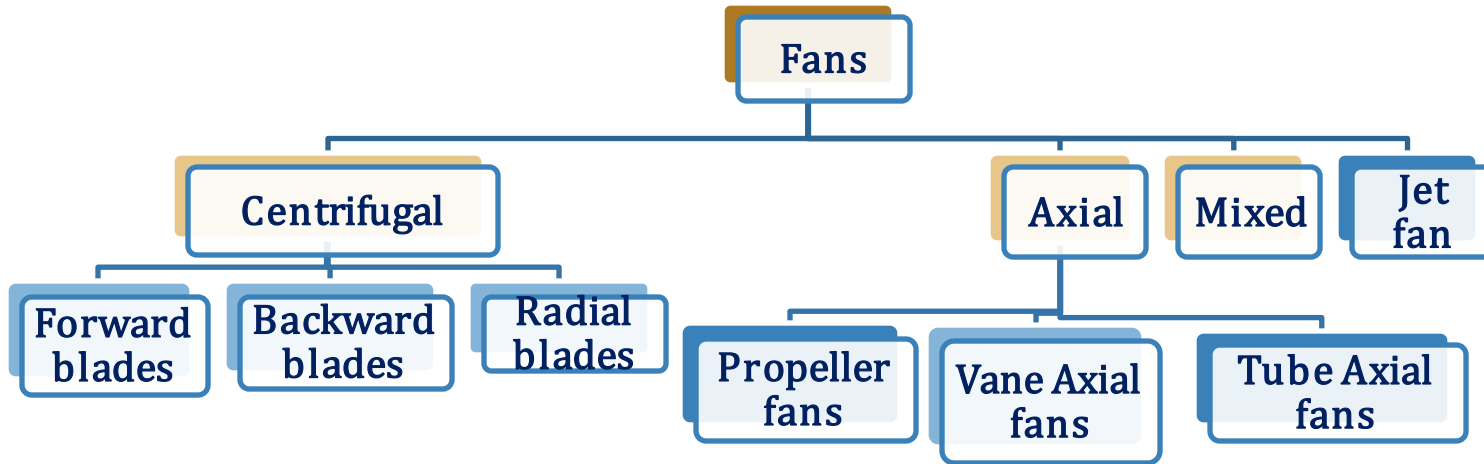 Fans
Centrifugal
Axial
Mixed
Jet
fan
Forward
blades
Backward
blades
Radial
blades
Propeller
fans
Vane Axial
fans
Tube Axial
fans